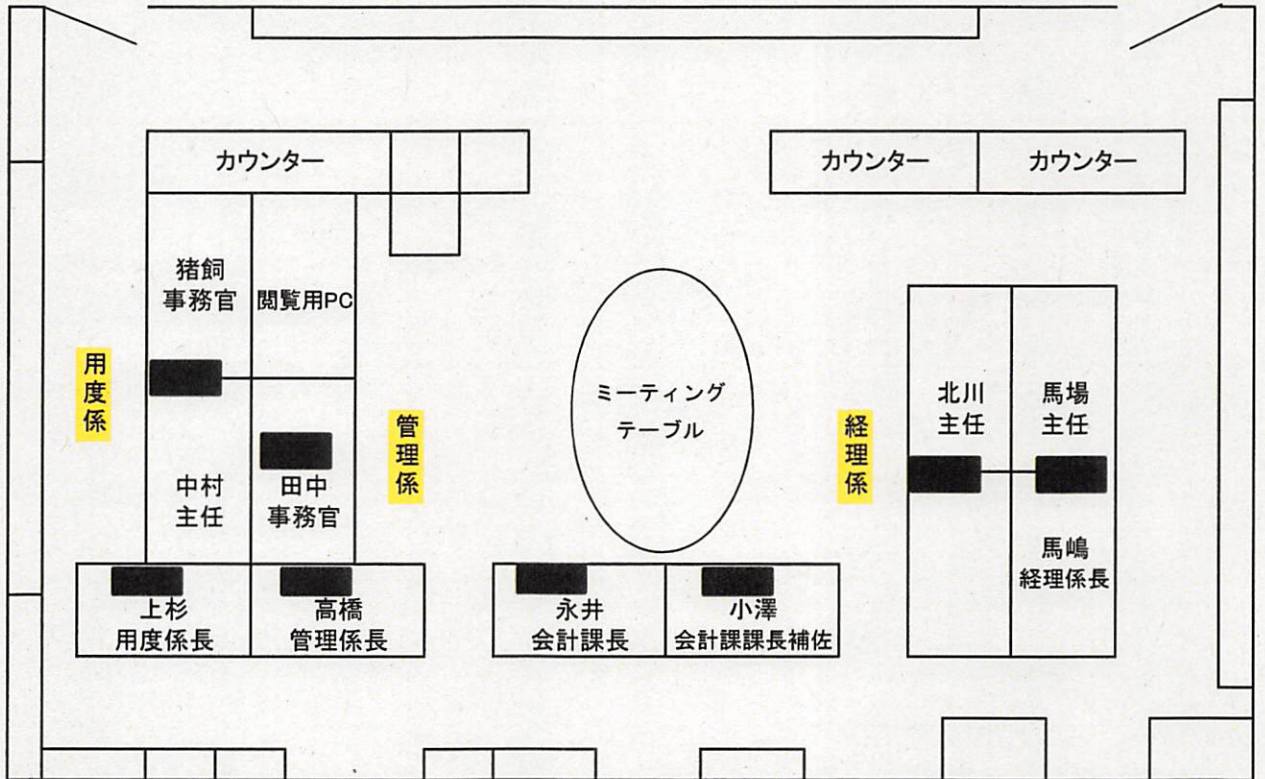 カウンター
カウンター
カウンター
猪飼
事務官
閲覧用PC
用度係
中村
主任
田中
事務官
管理係
上杉
用度係長
高橋
管理係長
ミーティング
テーブル
永井
会計課長
小澤
会計課課長補佐
経理係
北川
主任
馬場
主任
馬嶋
経理係長